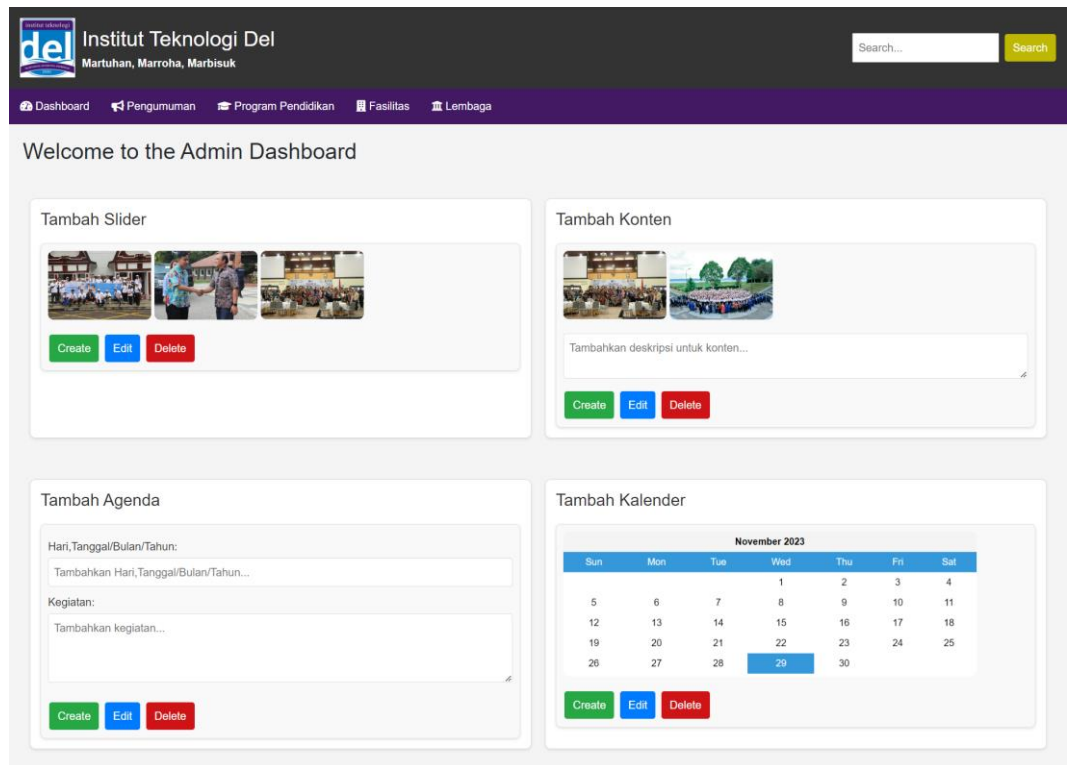 institut teknologi
del
Institut Teknologi Del
Martuhan, Marroha, Marbisuk
Search...
Search
Dashboard Pengumuman Program Pendidikan Fasilitas Lembaga
Welcome to the Admin Dashboard
Tambah Slider
Create Edit Delete
Tambah Konten
Tambahkan deskripsi untuk konten...
Create Edit Delete
Tambah Agenda
Hari,Tanggal/Bulan/Tahun:
Tambahkan Hari,Tanggal/Bulan/Tahun...
Kegiatan:
Tambahkan kegiatan...
Create Edit Delete
Tambah Kalender
November 2023
Sun Mon Tue Wed Thu Fri Sat
1 2 3 4
5 6 7 8 9 10 11
12 13 14 15 16 17 18
19 20 21 22 23 24 25
26 27 28 29 30
Create Edit Delete